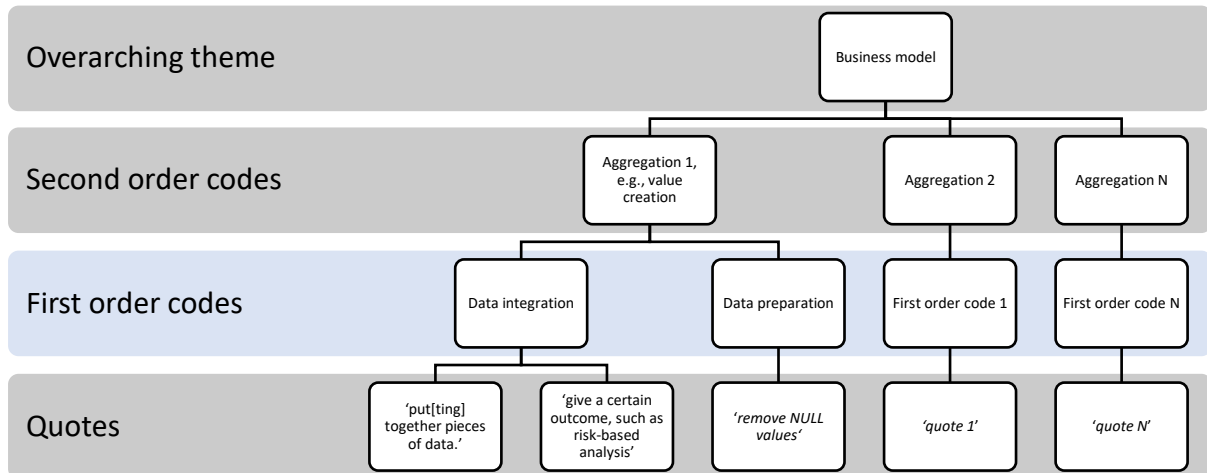 Overarching theme
Business model
Second order codes
Aggregation 1,
e.g., value
creation
Aggregation 2
Aggregation N
First order codes
Data integration
Data preparation
First order code 1
First order code N
Quotes
‘put[ting]
together pieces
of data.’
‘give a certain
outcome, such as
risk-based
analysis’
‘remove NULL
values‘
‘quote 1’
‘quote N’